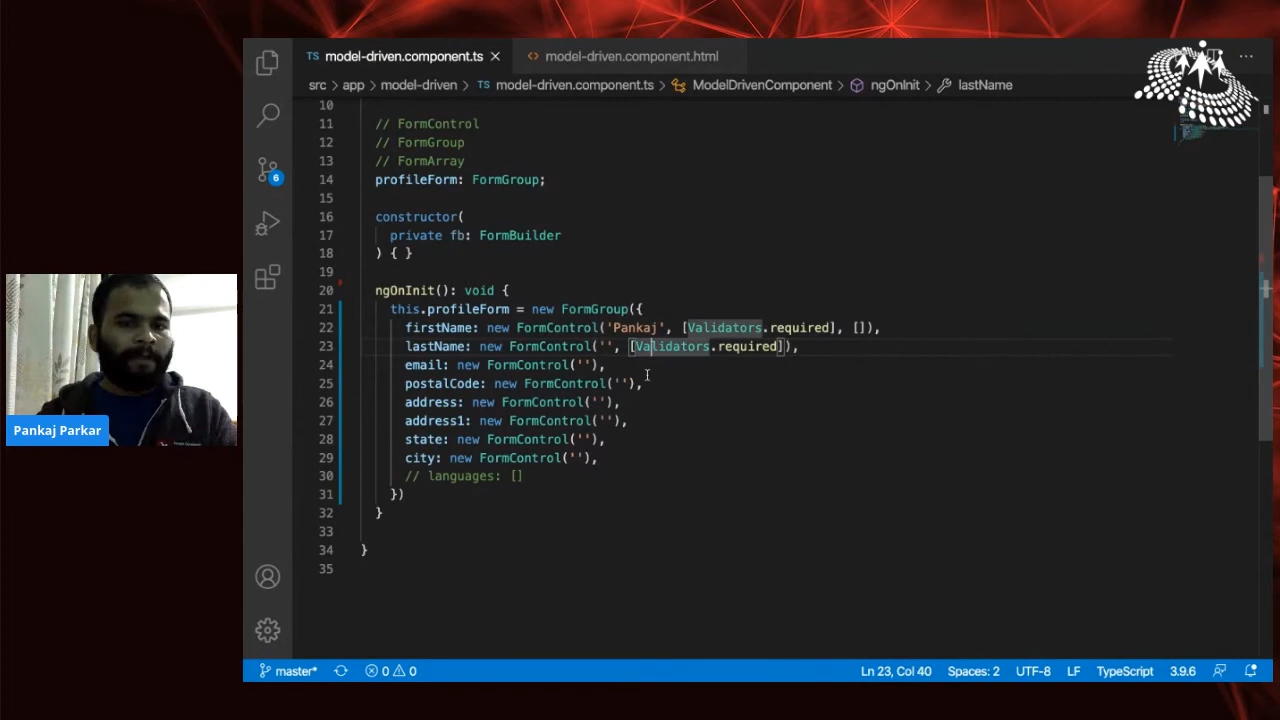 model-driven.component.ts
model-driven.component.html
src > app > model-driven > TS model-driven.component.ts > ModelDrivenComponent > ngOnInit > lastName
10
11 // FormControl
12 // FormGroup
13 // FormArray
14 profileForm: FormGroup;
15
16 constructor(
17 private fb: FormBuilder
18 ) { }
19
20 ngOnInit(): void {
21 this.profileForm = new FormGroup({
22 firstName: new FormControl('Pankaj', [Validators.required], []),
23 lastName: new FormControl('', [Validators.required]),
24 email: new FormControl(''),
25 postalCode: new FormControl(''),
26 address: new FormControl(''),
27 address1: new FormControl(''),
28 state: new FormControl(''),
29 city: new FormControl(''),
30 // languages: []
31 })
32 }
33
34 }
35
6
Pankaj Parkar
master* 0 0 Ln 23, Col 40 Spaces: 2 UTF-8 LF TypeScript 3.9.6